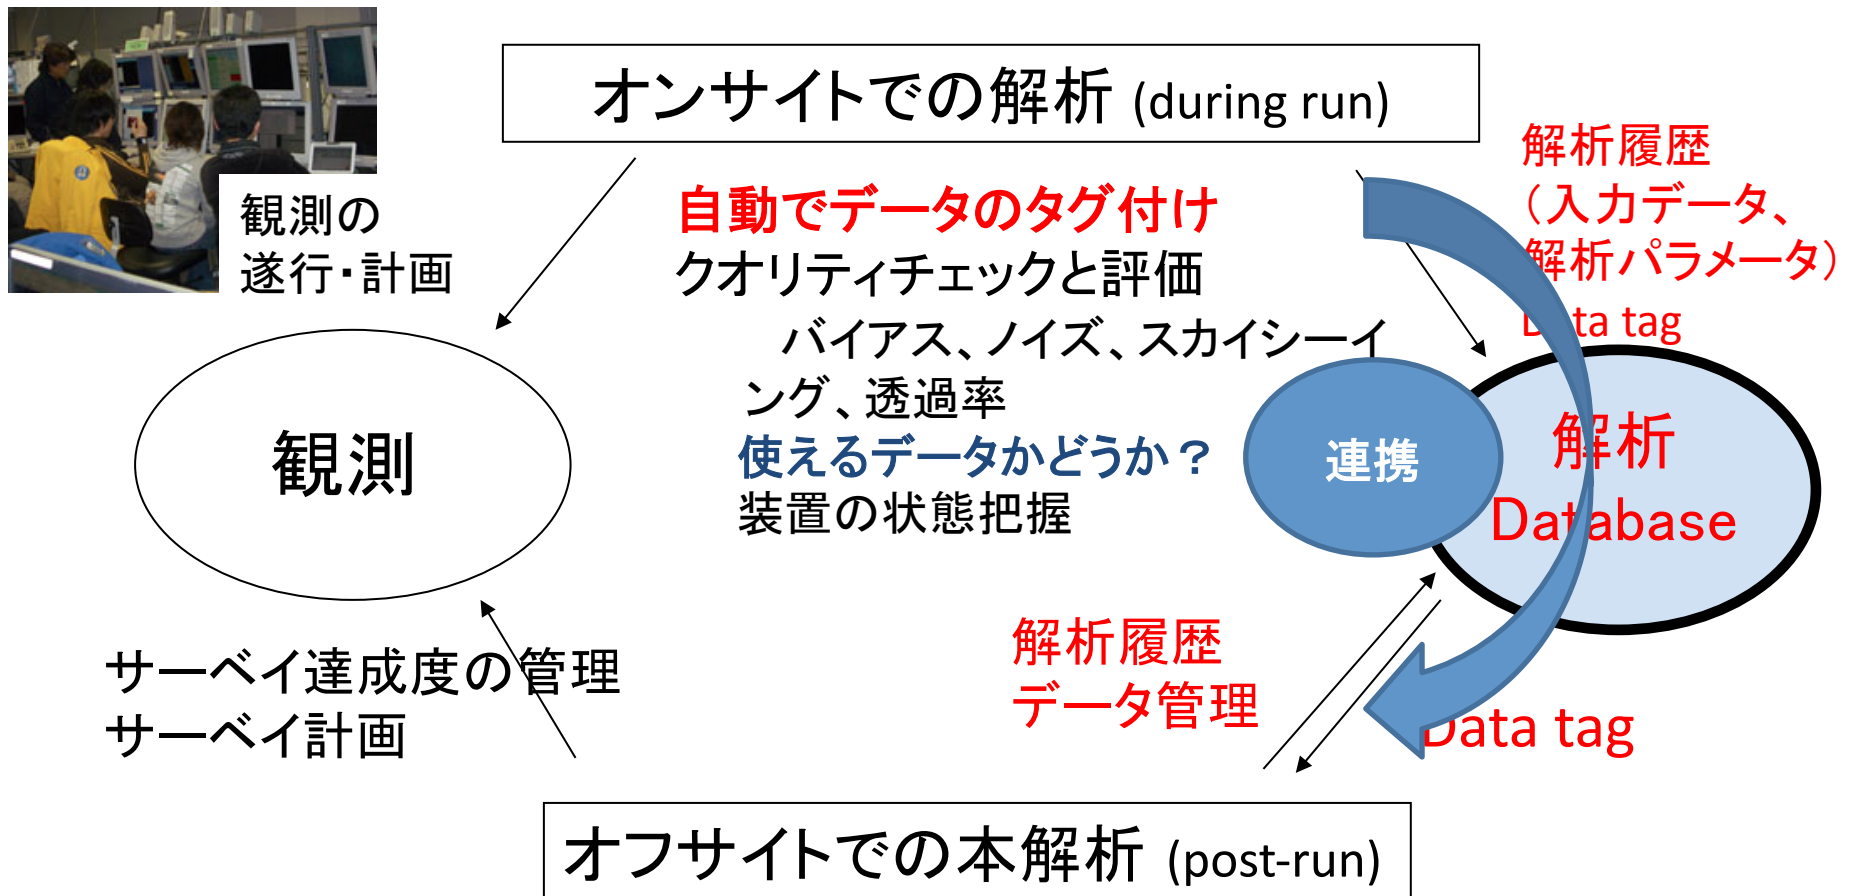 オンサイトでの解析 (during run)
観測の
遂行・計画
自動でデータのタグ付け
クオリティチェックと評価
バイアス、ノイズ、スカイシーイ
ング、透過率
使えるデータかどうか？
装置の状態把握
解析履歴
（入力データ、
解析パラメータ）
Data tag
観測
連携
解析
Database
サーベイ達成度の管理
サーベイ計画
解析履歴
データ管理
Data tag
オフサイトでの本解析 (post-run)